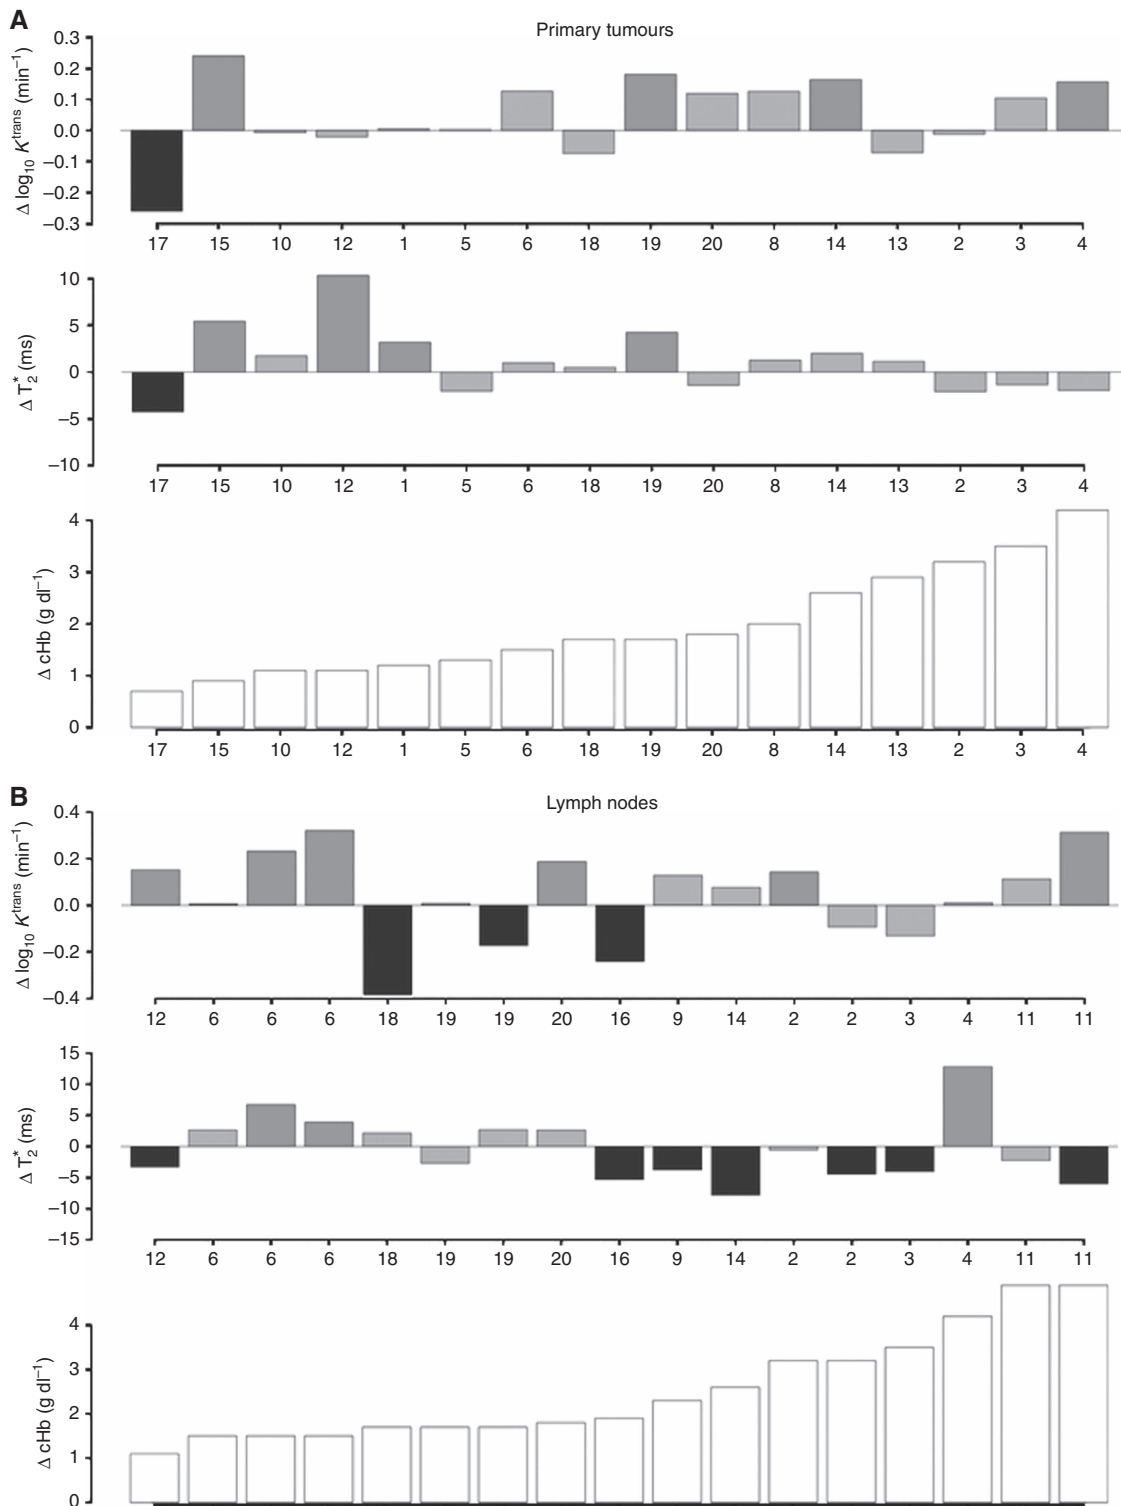 A
Primary tumours
Δ log10 Ktrans (min–1)
0.3
0.2
0.1
0.0
–0.1
–0.2
–0.3
17 15 10 12 1 5 6 18 19 20 8 14 13 2 3 4
Δ T2* (ms)
10
5
0
–5
–10
17 15 10 12 1 5 6 18 19 20 8 14 13 2 3 4
Δ cHb (g dl–1)
4
3
2
1
0
17 15 10 12 1 5 6 18 19 20 8 14 13 2 3 4
B
Lymph nodes
Δ log10 Ktrans (min–1)
0.4
0.2
0.0
–0.2
–0.4
12 6 6 6 18 19 19 20 16 9 14 2 2 3 4 11 11
Δ T2* (ms)
15
10
5
0
–5
–10
–15
12 6 6 6 18 19 19 20 16 9 14 2 2 3 4 11 11
Δ cHb (g dl–1)
4
3
2
1
0